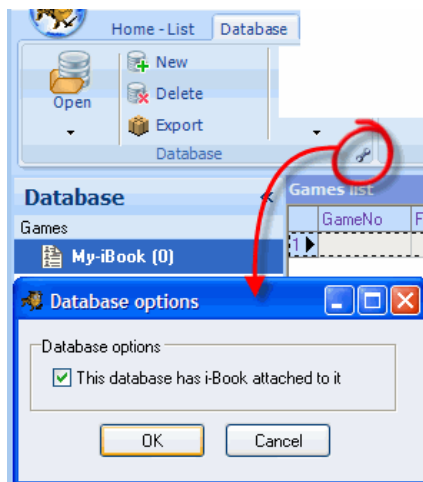 Home - List Database
Open
New
Delete
Export
Database
Database «
Games list
Games
GameNo F
1
My-iBook (0)
Database options
Database options
This database has i-Book attached to it
OK Cancel